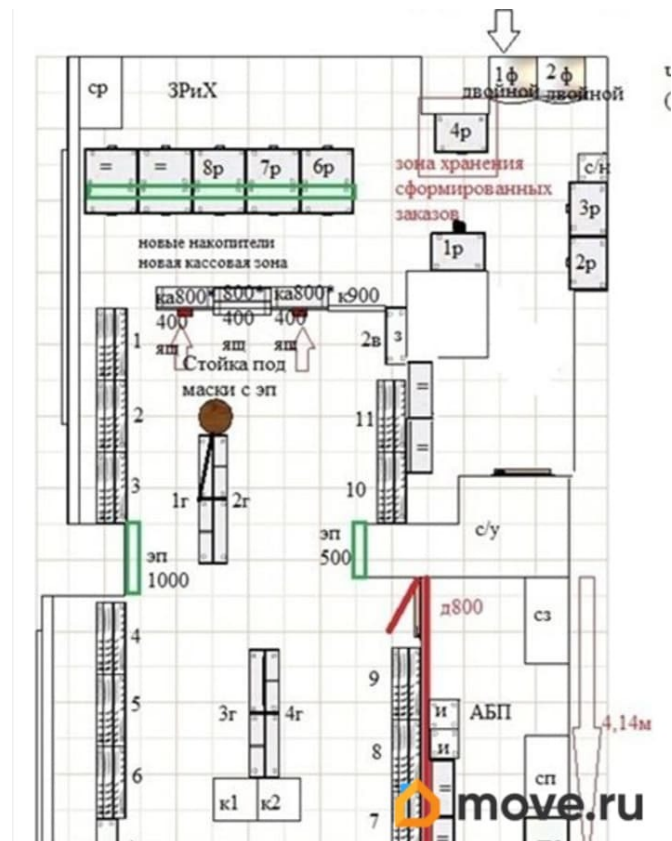 1ф 2ф
двойной двойной
ср
ЗРиХ
4р
= = 8р 7р 6р
зона хранения
сформированных
заказов
с/н
3р
2р
1р
новые накопители
новая кассовая зона
ка800* 800* ка800* к900
400 400 400
ящ ящ
2в
з
Стойка под
маски с эп
1
2
3
11
10
=
=
1г 2г
эп
1000
эп
500
с/у
д800
сз
4
5
6
3г 4г
9
8
7
и
и
АБП
4,14м
=
=
сп
к1 к2
move.ru